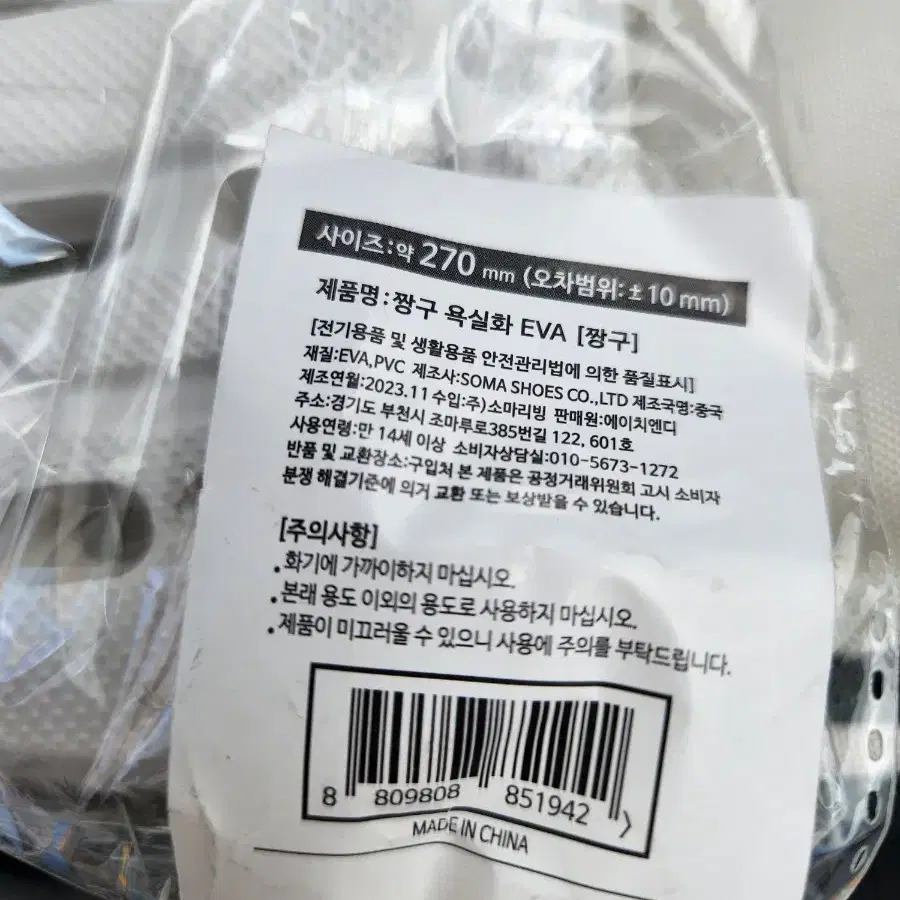 사이즈:약 270 mm (오차범위: ± 10 mm)
제품명 : 짱구 욕실화 EVA [짱구]
[전기용품 및 생활용품 안전관리법에 의한 품질표시]
재질:EVA,PVC 제조사:SOMA SHOES CO.,LTD 제조국명:중국
제조연월:2023.11 수입:주)소마리빙 판매원:에이치엔디
주소:경기도 부천시 조마루로385번길 122, 601호
사용연령:만 14세 이상 소비자상담실:010-5673-1272
반품 및 교환장소:구입처 본 제품은 공정거래위원회 고시 소비자
분쟁 해결기준에 의거 교환 또는 보상받을 수 있습니다.
[주의사항]
• 화기에 가까이하지 마십시오.
• 본래 용도 이외의 용도로 사용하지 마십시오.
• 제품이 미끄러울 수 있으니 사용에 주의를 부탁드립니다.
8 809808 851942 >
MADE IN CHINA